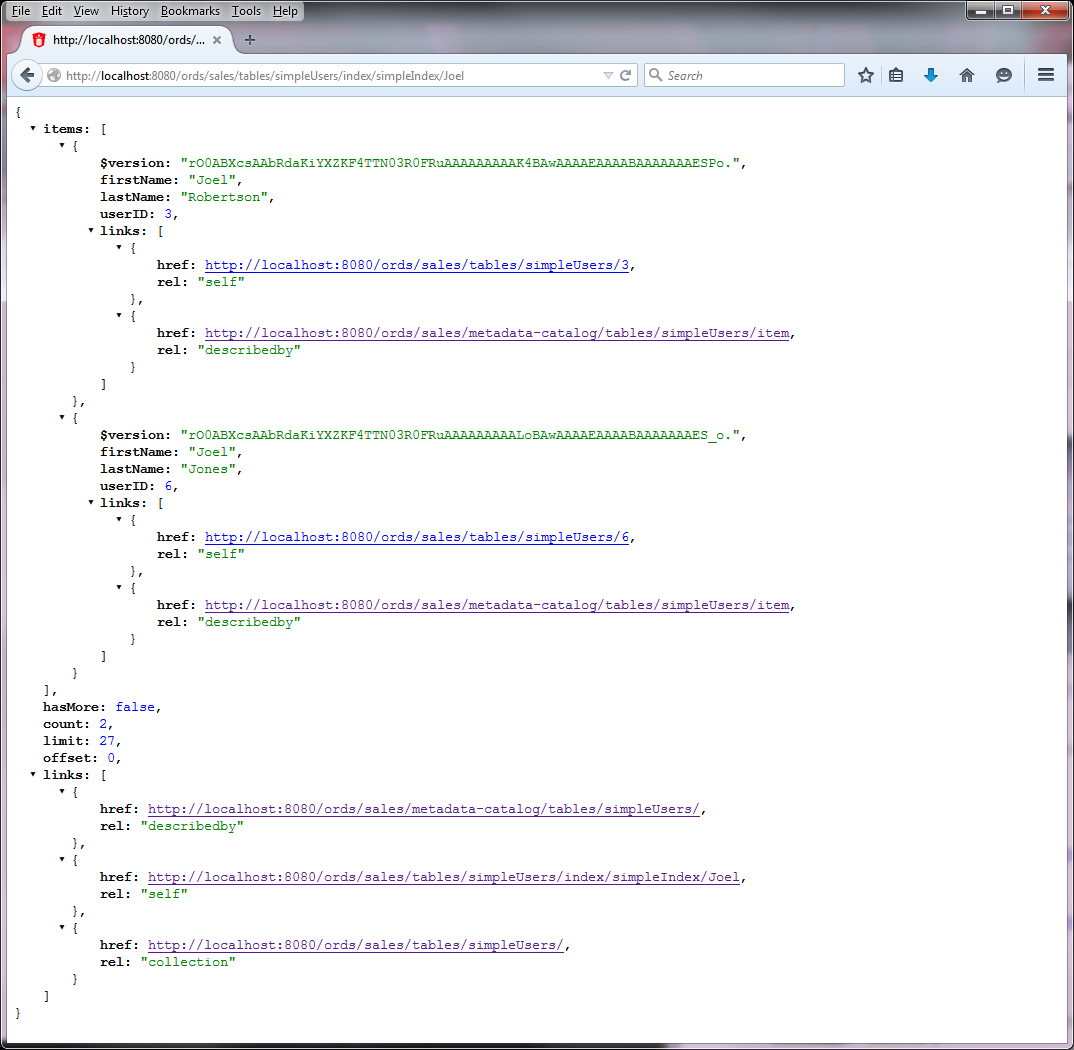 File Edit View History Bookmarks Tools Help
http://localhost:8080/ords/...
http://localhost:8080/ords/sales/tables/simpleUsers/index/simpleIndex/Joel Search
{
items: [
{
$version: "rO0ABXcsAAbRdaKiYXZKF4TTN03R0FRuAAAAAAAAAK4BAwAAAAEAAAABAAAAAAAESPo.",
firstName: "Joel",
lastName: "Robertson",
userID: 3,
links: [
{
href: http://localhost:8080/ords/sales/tables/simpleUsers/3,
rel: "self"
},
{
href: http://localhost:8080/ords/sales/metadata-catalog/tables/simpleUsers/item,
rel: "describedby"
}
]
},
{
$version: "rO0ABXcsAAbRdaKiYXZKF4TTN03R0FRuAAAAAAAAALoBAwAAAAEAAAABAAAAAAAES_o.",
firstName: "Joel",
lastName: "Jones",
userID: 6,
links: [
{
href: http://localhost:8080/ords/sales/tables/simpleUsers/6,
rel: "self"
},
{
href: http://localhost:8080/ords/sales/metadata-catalog/tables/simpleUsers/item,
rel: "describedby"
}
]
}
],
hasMore: false,
count: 2,
limit: 27,
offset: 0,
links: [
{
href: http://localhost:8080/ords/sales/metadata-catalog/tables/simpleUsers/,
rel: "describedby"
},
{
href: http://localhost:8080/ords/sales/tables/simpleUsers/index/simpleIndex/Joel,
rel: "self"
},
{
href: http://localhost:8080/ords/sales/tables/simpleUsers/,
rel: "collection"
}
]
}